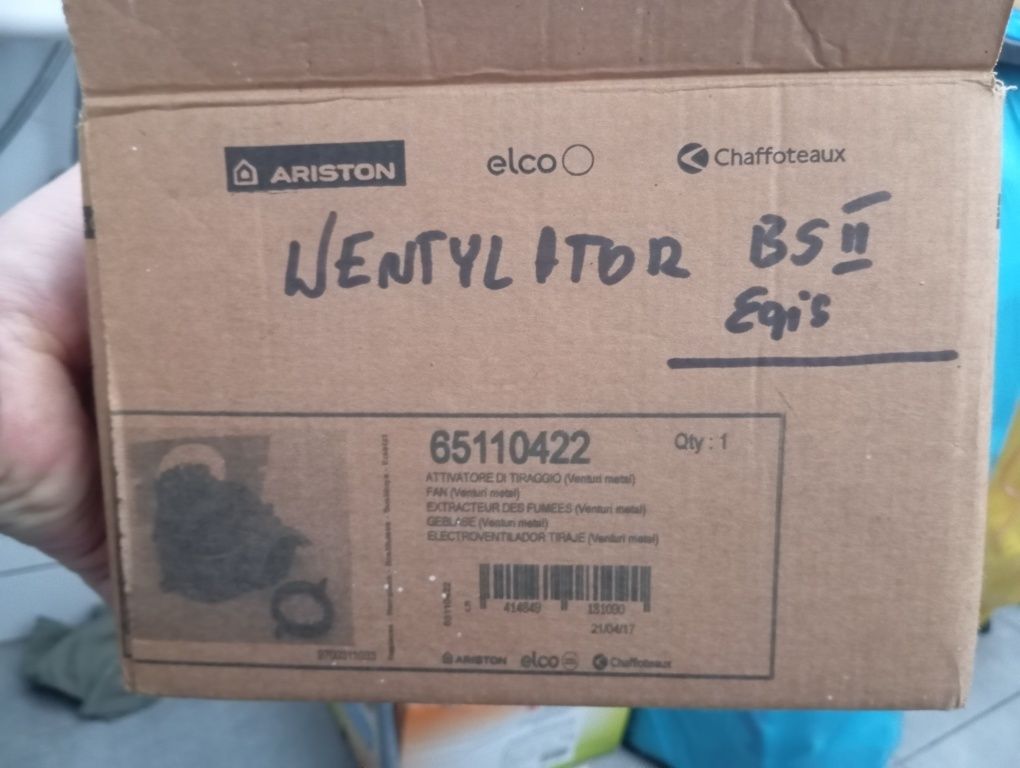 ARISTON elco Chaffoteaux
WENTYLATOR BS II
Egis
65110422 Qty : 1
ATTIVATORE DI TIRAGGIO (Venturi metal)
FAN (Venturi metal)
EXTRACTEUR DES FUMEES (Venturi metal)
GEBLASE (Venturi metal)
ELECTROVENTILADOR TIRAJE (Venturi metal)
65110422
5 414849 131090
21/04/17
ARISTON elco Chaffoteaux